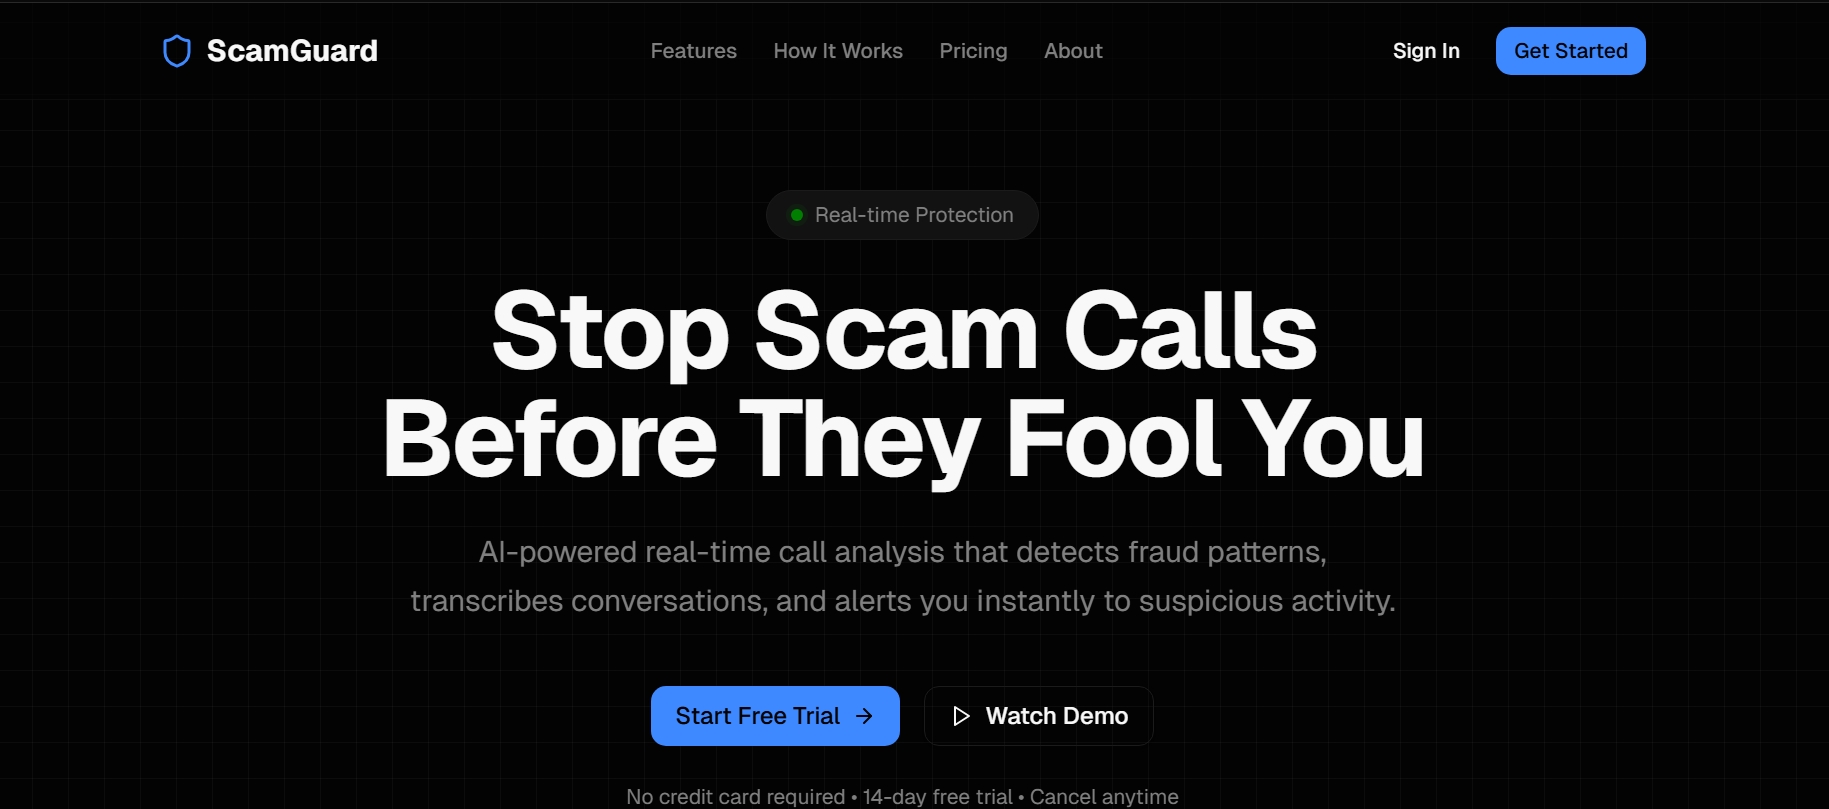 ScamGuard
Features
How It Works
Pricing
About
Sign In
Get Started
Real-time Protection
Stop Scam Calls
Before They Fool You
AI-powered real-time call analysis that detects fraud patterns,
transcribes conversations, and alerts you instantly to suspicious activity.
Start Free Trial →
Watch Demo
No credit card required • 14-day free trial • Cancel anytime